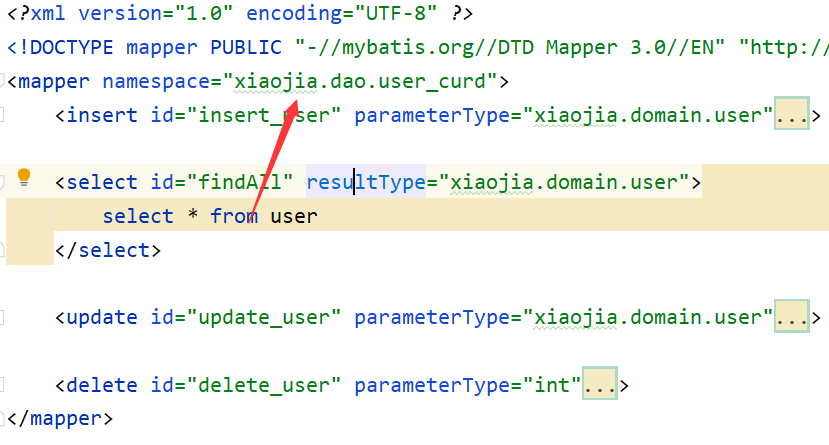 <?xml version="1.0" encoding="UTF-8" ?>
<!DOCTYPE mapper PUBLIC "-//mybatis.org//DTD Mapper 3.0//EN" "http://
<mapper namespace="xiaojia.dao.user_curd">
<insert id="insert_user" parameterType="xiaojia.domain.user"...>
<select id="findAll" resultType="xiaojia.domain.user">
select * from user
</select>
<update id="update_user" parameterType="xiaojia.domain.user"...>
<delete id="delete_user" parameterType="int"...>
</mapper>